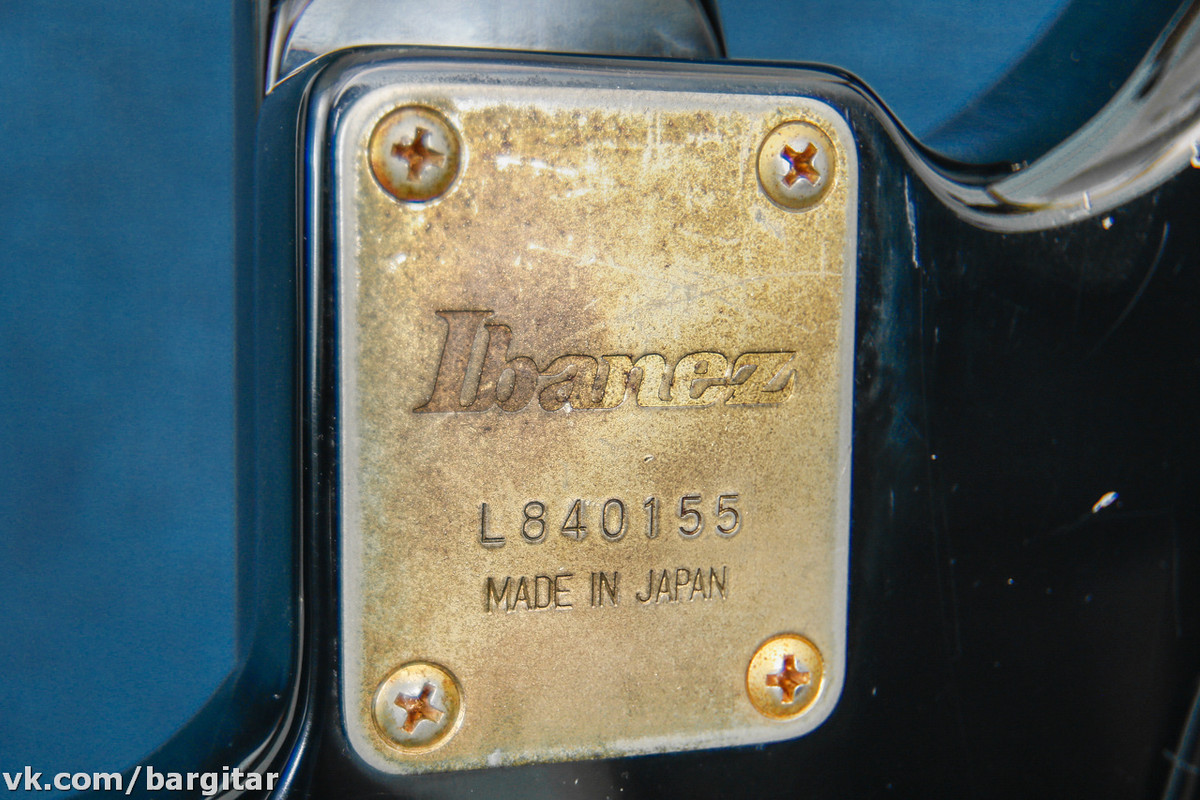 Ibanez
L840155
MADE IN JAPAN
vk.com/bargitar